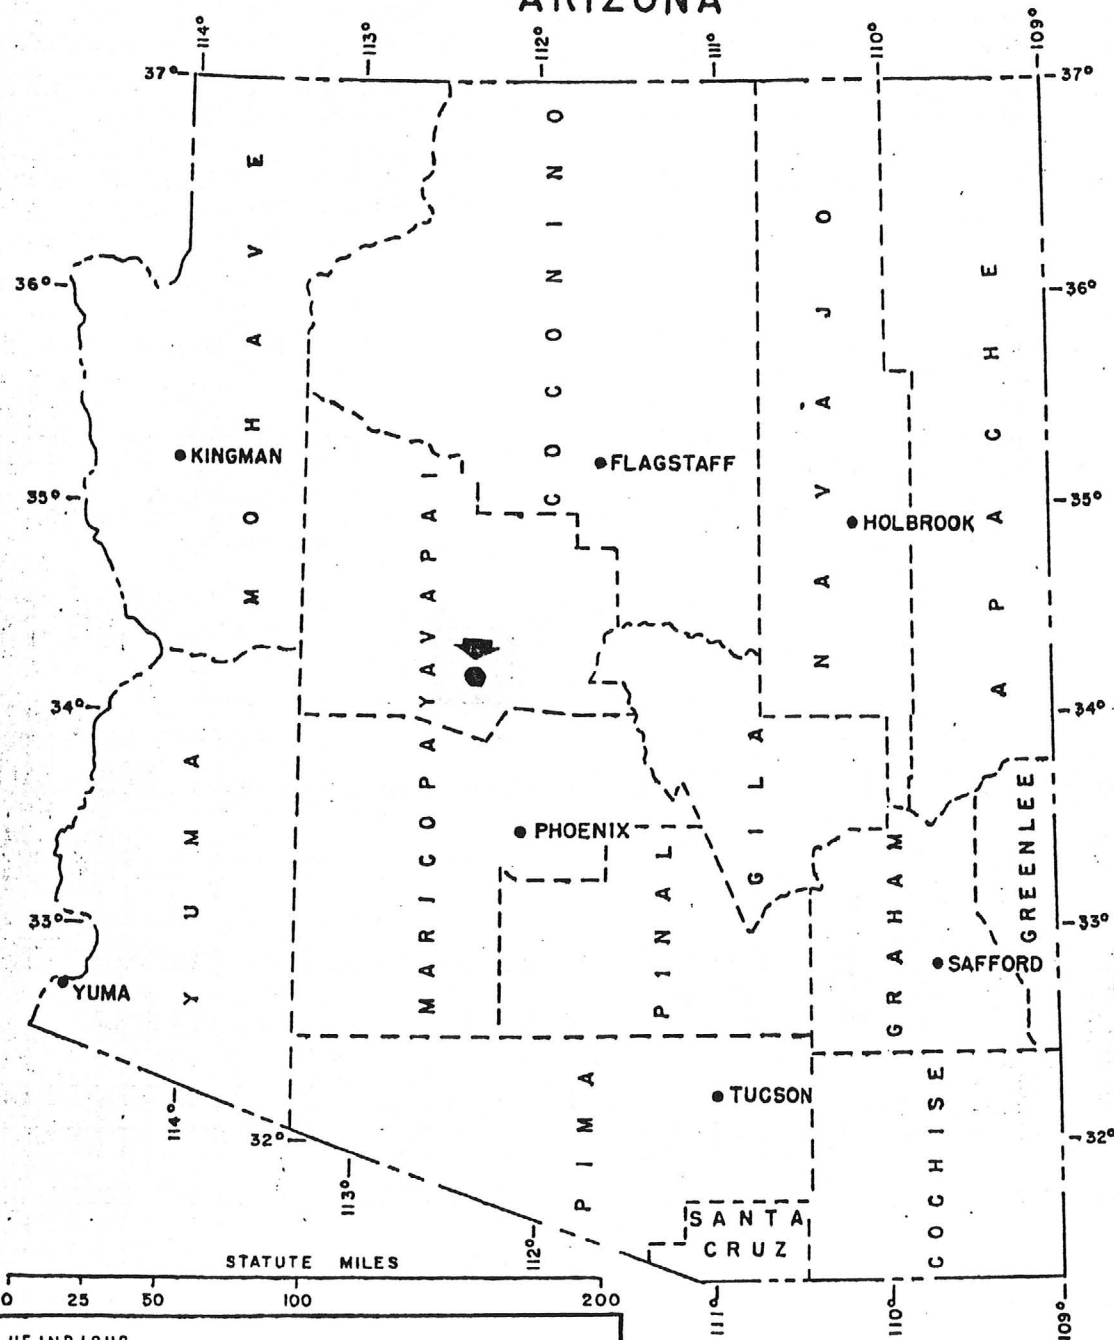 ARIZONA
114°
113°
112°
111°
110°
109°
37°
37°
MOHAVE
COCONINO
NAVAJO
APACHE
36°
36°
KINGMAN
FLAGSTAFF
35°
35°
HOLBROOK
YAVAPAI
34°
34°
YUMA
MARICOPA
GILA
PHOENIX
PINAL
GRAHAM
GREENLEE
33°
33°
SAFFORD
YUMA
PIMA
TUCSON
COCHISE
114°
32°
32°
113°
SANTA
CRUZ
112°
STATUTE MILES
0 25 50 100 200
111°
110°
109°